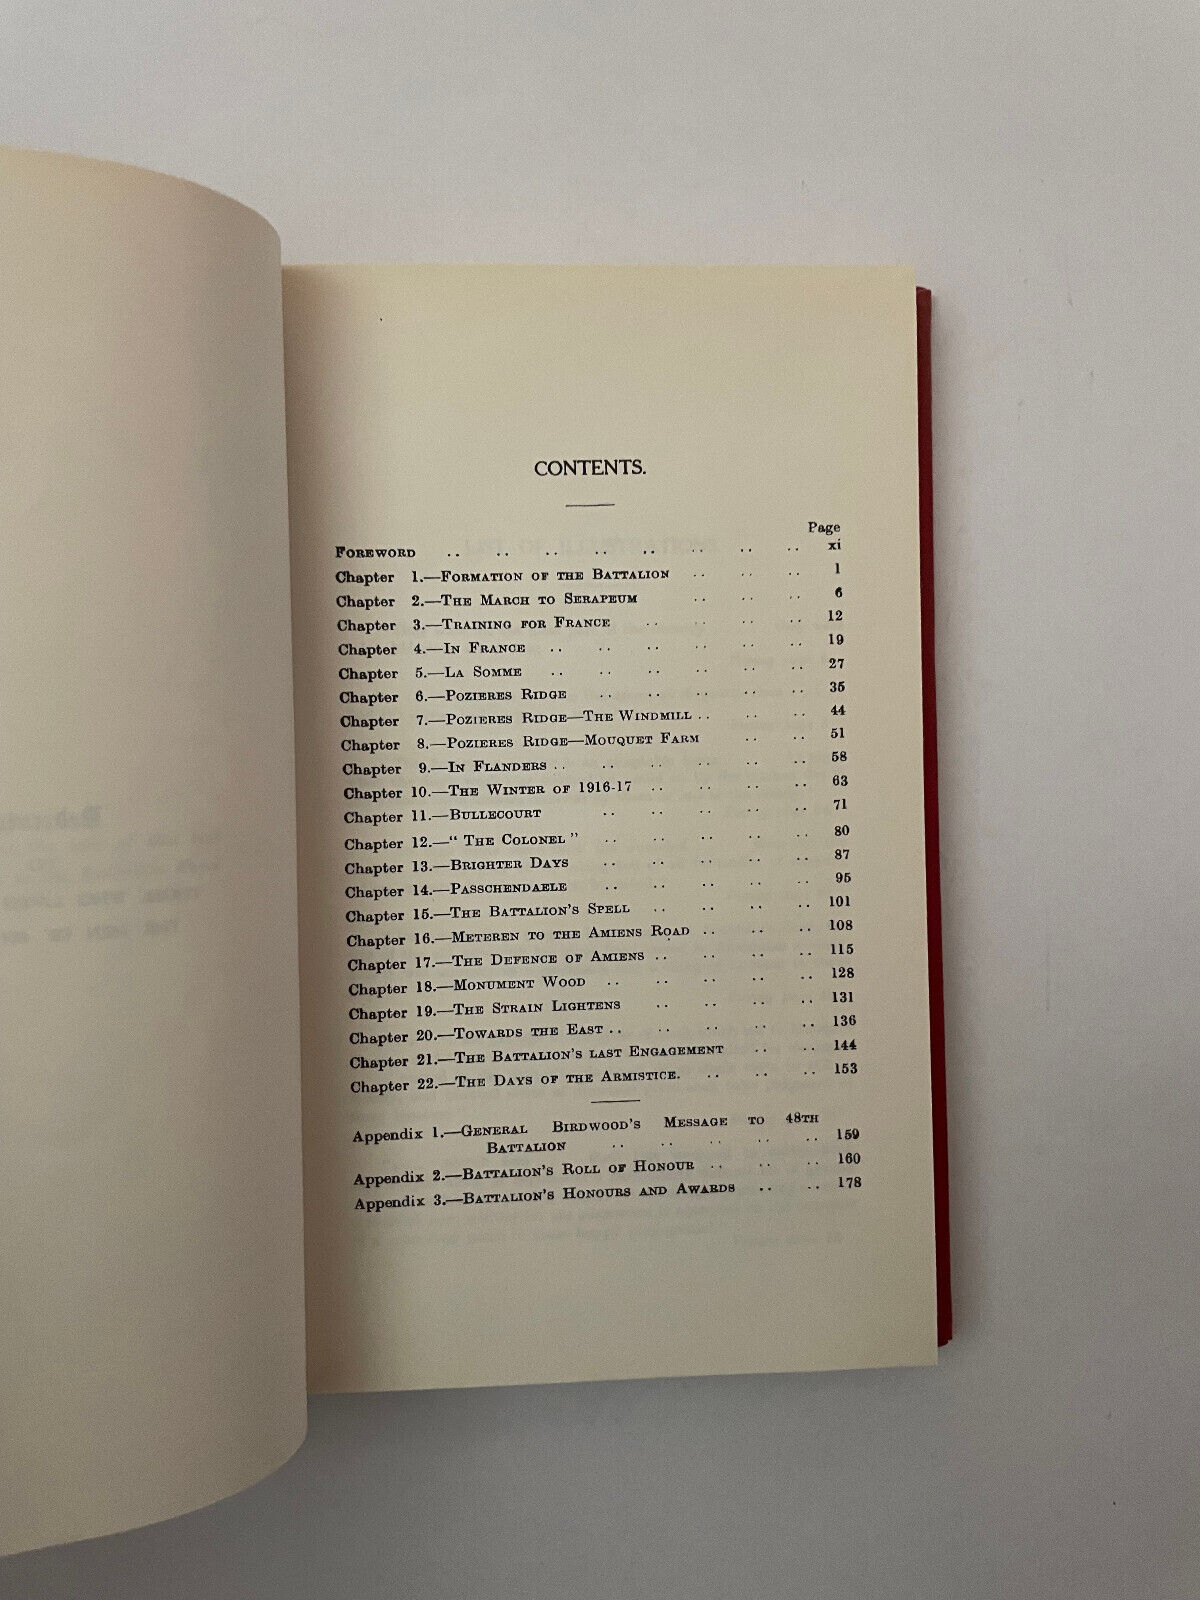 CONTENTS.
Page
FOREWORD .. .. .. .. .. .. .. .. xi
Chapter 1.—FORMATION OF THE BATTALION .. .. .. 1
Chapter 2.—THE MARCH TO SERAPEUM .. .. .. 6
Chapter 3.—TRAINING FOR FRANCE .. .. .. .. 12
Chapter 4.—IN FRANCE .. .. .. .. .. .. 19
Chapter 5.—LA SOMME .. .. .. .. .. .. 27
Chapter 6.—POZIERES RIDGE .. .. .. .. .. 35
Chapter 7.—POZIERES RIDGE—THE WINDMILL .. .. .. 44
Chapter 8.—POZIERES RIDGE—MOUQUET FARM .. .. 51
Chapter 9.—IN FLANDERS .. .. .. .. .. .. 58
Chapter 10.—THE WINTER OF 1916-17 .. .. .. .. 63
Chapter 11.—BULLECOURT .. .. .. .. .. 71
Chapter 12.—" THE COLONEL " .. .. .. .. .. 80
Chapter 13.—BRIGHTER DAYS .. .. .. .. .. 87
Chapter 14.—PASSCHENDAELE .. .. .. .. .. 95
Chapter 15.—THE BATTALION'S SPELL .. .. .. .. 101
Chapter 16.—METEREN TO THE AMIENS ROAD .. .. .. 108
Chapter 17.—THE DEFENCE OF AMIENS .. .. .. .. 115
Chapter 18.—MONUMENT WOOD .. .. .. .. .. 128
Chapter 19.—THE STRAIN LIGHTENS .. .. .. .. 131
Chapter 20.—TOWARDS THE EAST .. .. .. .. .. 136
Chapter 21.—THE BATTALION'S LAST ENGAGEMENT .. .. 144
Chapter 22.—THE DAYS OF THE ARMISTICE. .. .. .. 153
Appendix 1.—GENERAL BIRDWOOD'S MESSAGE TO 48TH
BATTALION .. .. .. .. .. 159
Appendix 2.—BATTALION'S ROLL OF HONOUR .. .. .. 160
Appendix 3.—BATTALION'S HONOURS AND AWARDS .. .. 178